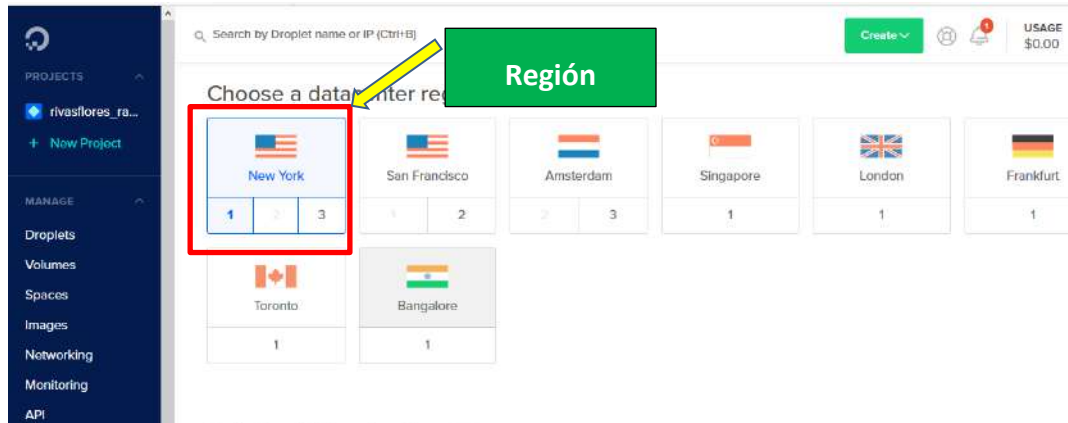 Search by Droplet name or IP (Ctrl+B)
Create
1
USAGE
$0.00
PROJECTS
rivasflores_ra...
+ New Project
MANAGE
Droplets
Volumes
Spaces
Images
Networking
Monitoring
API
Región
Choose a data nter re
New York
1 2 3
San Francisco
1 2
Amsterdam
2 3
Singapore
1
London
1
Frankfurt
1
Toronto
1
Bangalore
1